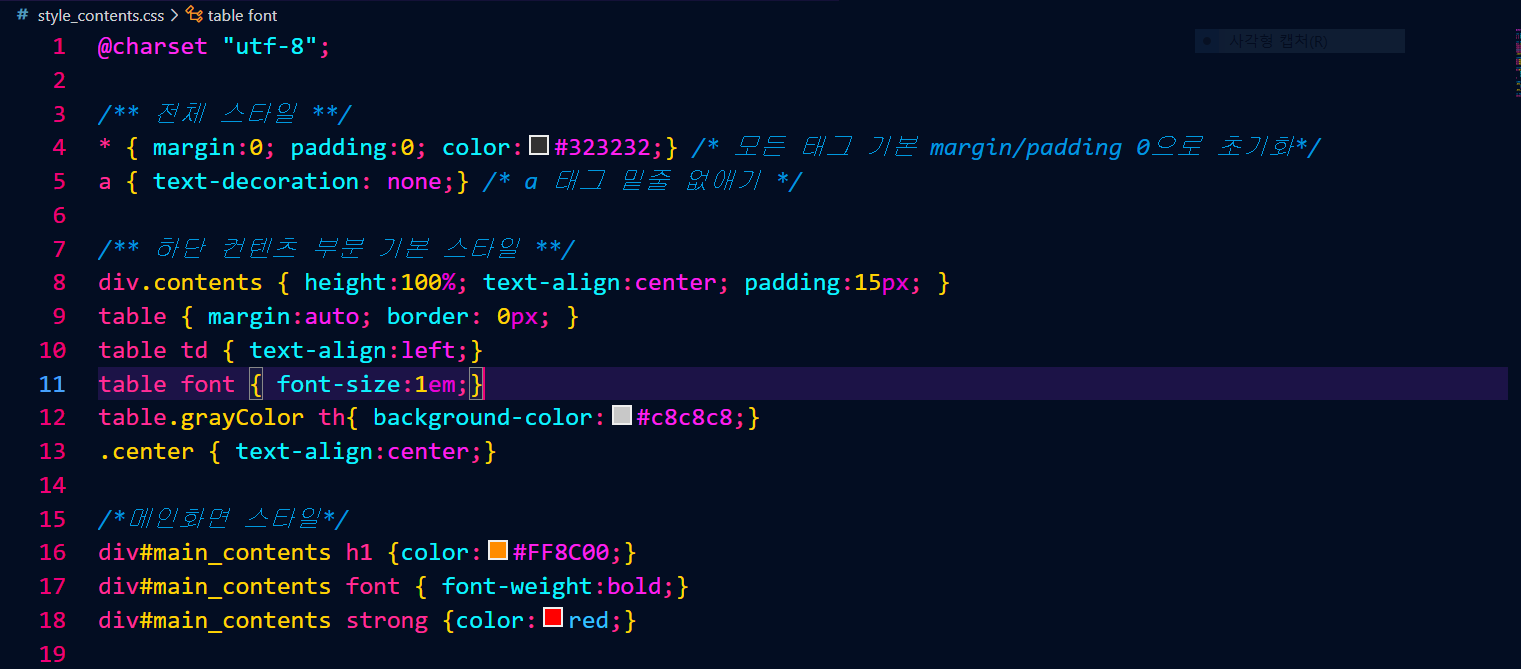 # style_contents.css > table font
1 @charset "utf-8";
사각형 캡처(R)
2
3 /** 전체 스타일 **/
4 * { margin:0; padding:0; color:#323232;} /* 모든 태그 기본 margin/padding 0으로 초기화*/
5 a { text-decoration: none;} /* a 태그 밑줄 없애기 */
6
7 /** 하단 컨텐츠 부분 기본 스타일 **/
8 div.contents { height:100%; text-align:center; padding:15px; }
9 table { margin:auto; border: 0px; }
10 table td { text-align:left;}
11 table font { font-size:1em;}
12 table.grayColor th{ background-color:#c8c8c8;}
13 .center { text-align:center;}
14
15 /*메인화면 스타일*/
16 div#main_contents h1 {color:#FF8C00;}
17 div#main_contents font { font-weight:bold;}
18 div#main_contents strong {color:red;}
19